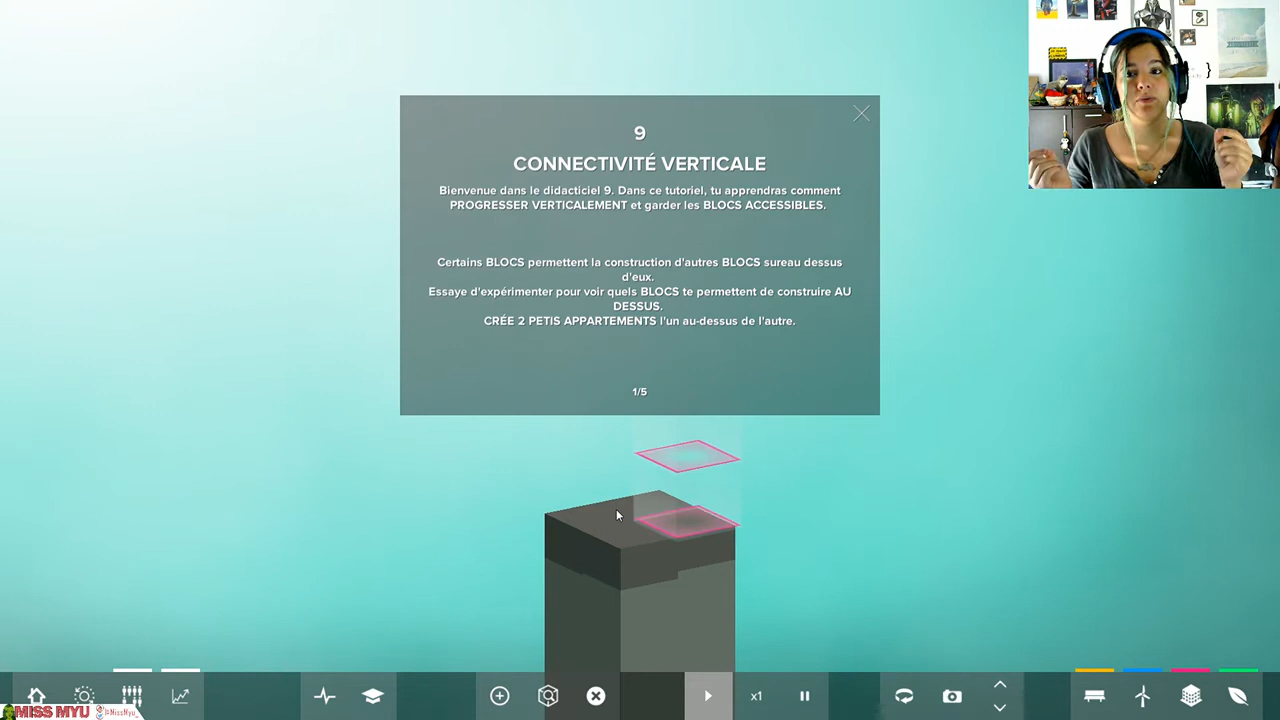 9
CONNECTIVITÉ VERTICALE
Bienvenue dans le didacticiel 9. Dans ce tutoriel, tu apprendras comment
PROGRESSER VERTICALEMENT et garder les BLOCS ACCESSIBLES.
Certains BLOCS permettent la construction d'autres BLOCS sureau dessus
d'eux.
Essaye d'expérimenter pour voir quels BLOCS te permettent de construire AU
DESSUS.
CRÉE 2 PETIS APPARTEMENTS l'un au-dessus de l'autre.
1/5
x1
MISS MYU
@MissMyu_